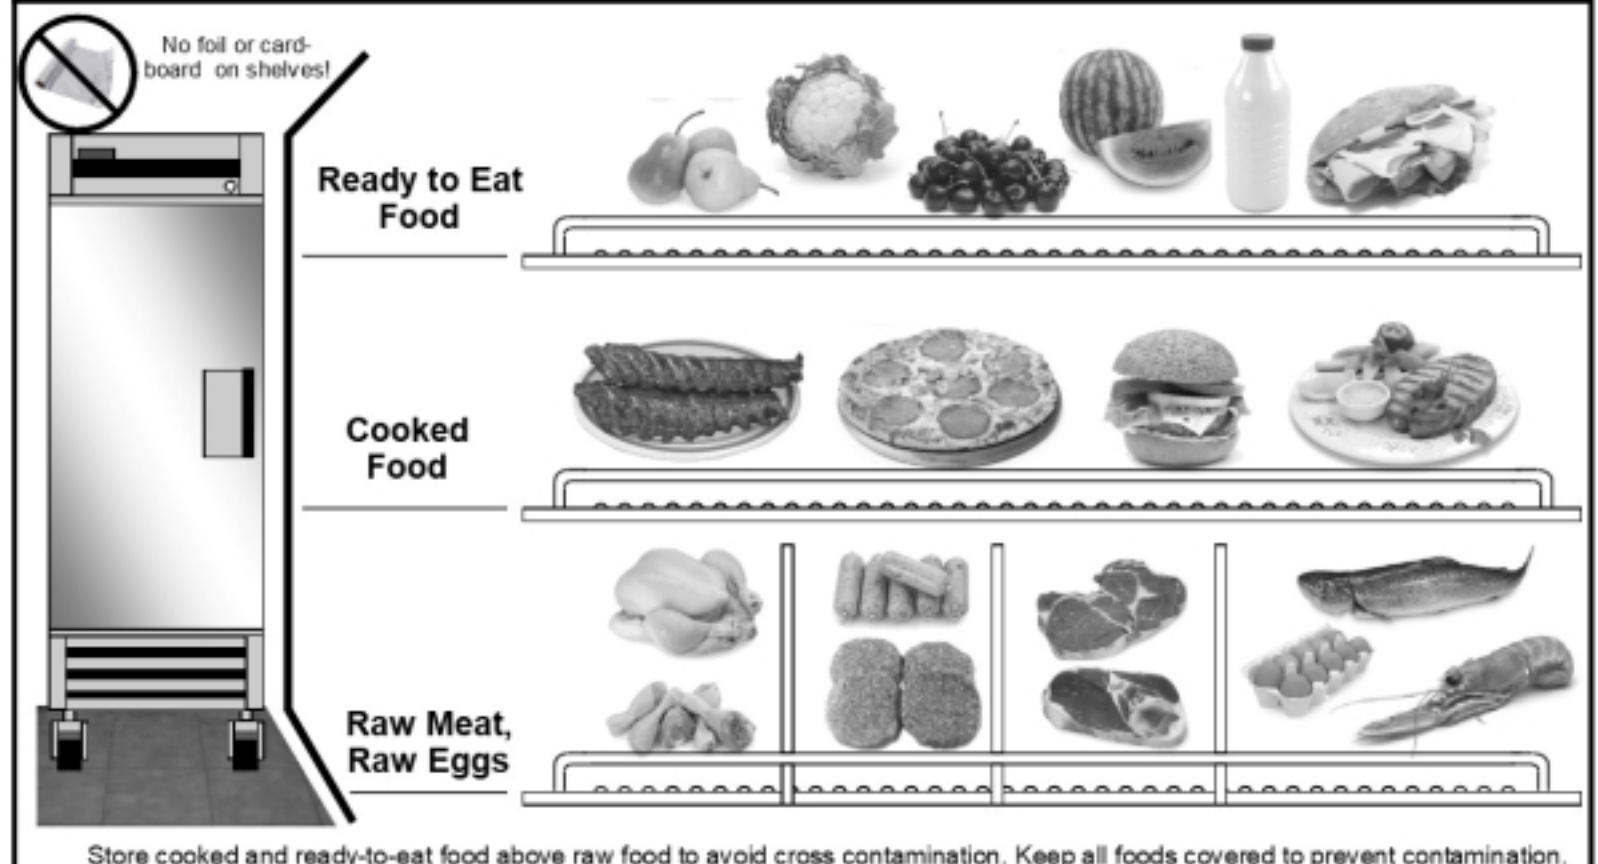 No foil or card-
board on shelves!
Ready to Eat
Food
Cooked
Food
Raw Meat,
Raw Eggs
Store cooked and ready-to-eat food above raw food to avoid cross contamination. Keep all foods covered to prevent contamination.